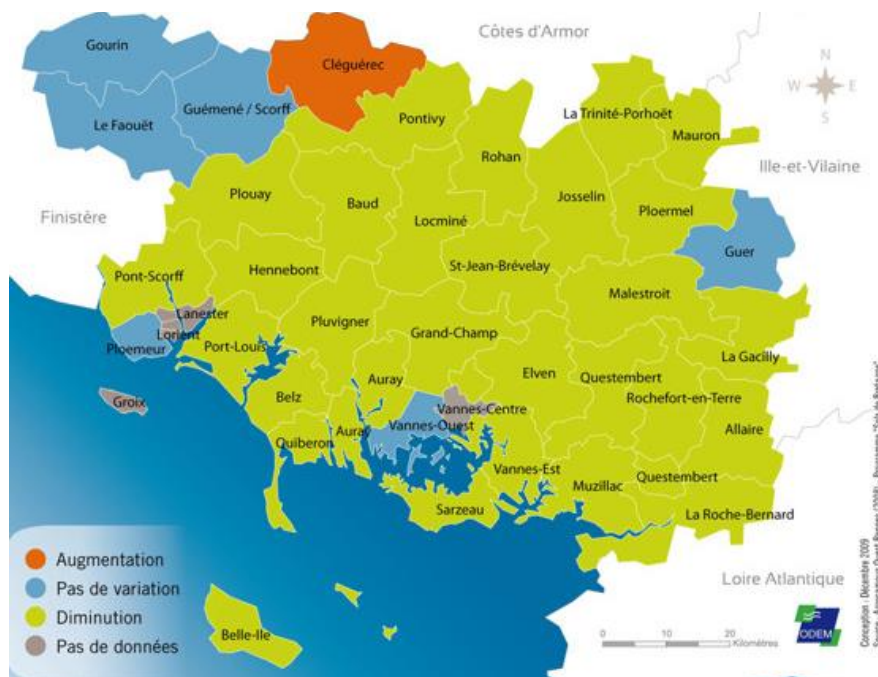 Côtes d'Armor
Gourin
Cléguérec
N
W
E
S
Guémené / Scorff
Le Faouët
Pontivy
La Trinité-Porhoët
Mauron
Rohan
Ille-et-Vilaine
Plouay
Baud
Josselin
Ploermel
Locminé
Finistère
Guer
Pont-Scorff
Hennebont
St-Jean-Brévelay
Malestroit
Lanester
Lorient
Ploemeur
Port-Louis
Pluvigner
Grand-Champ
La Gacilly
Elven
Questembert
Auray
Rochefort-en-Terre
Groix
Belz
Vannes-Centre
Vannes-Ouest
Allaire
Quiberon
Auray
Vannes-Est
Questembert
Muzillac
Sarzeau
La Roche-Bernard
Augmentation
Pas de variation
Diminution
Pas de données
Loire Atlantique
Belle-Ile
0
10
20
Kilomètres
ODEM
Conception : Décembre 2009